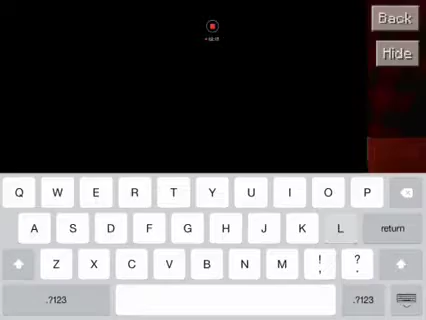 Back
Hide
Q W E R T Y U I O P
A S D F G H J K L return
Z X C V B N M ! , ? .
.?123 .?123